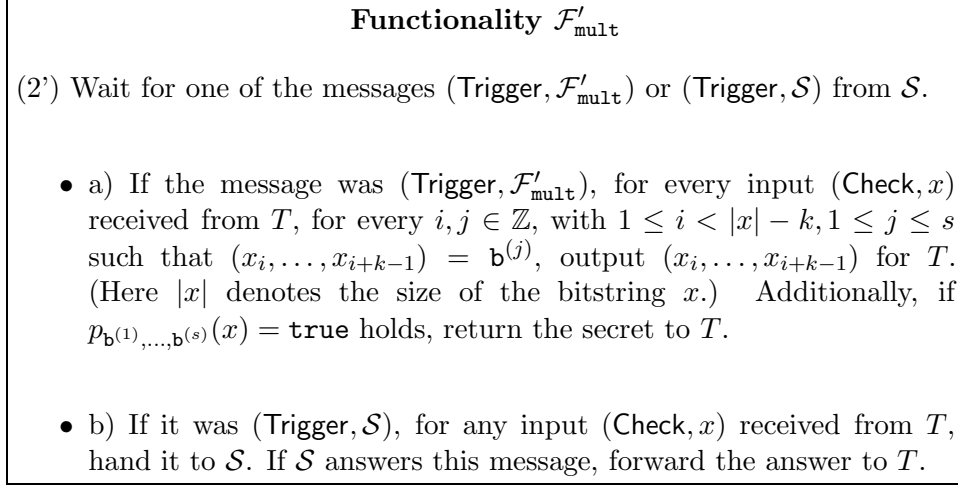 Functionality $\mathcal{F}'_{\texttt{mult}}$
(2') Wait for one of the messages (Trigger, $\mathcal{F}'_{\texttt{mult}}$) or (Trigger, $\mathcal{S}$) from $\mathcal{S}$.
• a) If the message was (Trigger, $\mathcal{F}'_{\texttt{mult}}$), for every input (Check, $x$)
received from $T$, for every $i, j \in \mathbb{Z}$, with $1 \leq i < |x| - k, 1 \leq j \leq s$
such that $(x_i, \ldots, x_{i+k-1}) = \mathtt{b}^{(j)}$, output $(x_i, \ldots, x_{i+k-1})$ for $T$.
(Here $|x|$ denotes the size of the bitstring $x$.) Additionally, if
$p_{\mathtt{b}^{(1)},\ldots,\mathtt{b}^{(s)}}(x) = \texttt{true}$ holds, return the secret to $T$.
• b) If it was (Trigger, $\mathcal{S}$), for any input (Check, $x$) received from $T$,
hand it to $\mathcal{S}$. If $\mathcal{S}$ answers this message, forward the answer to $T$.